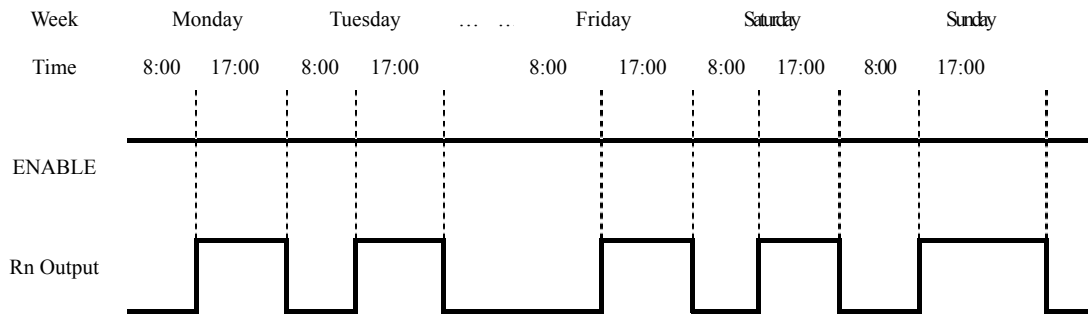 Week Monday Tuesday … … Friday Saturday Sunday
Time 8:00 17:00 8:00 17:00 8:00 17:00 8:00 17:00 8:00 17:00
ENABLE
Rn Output